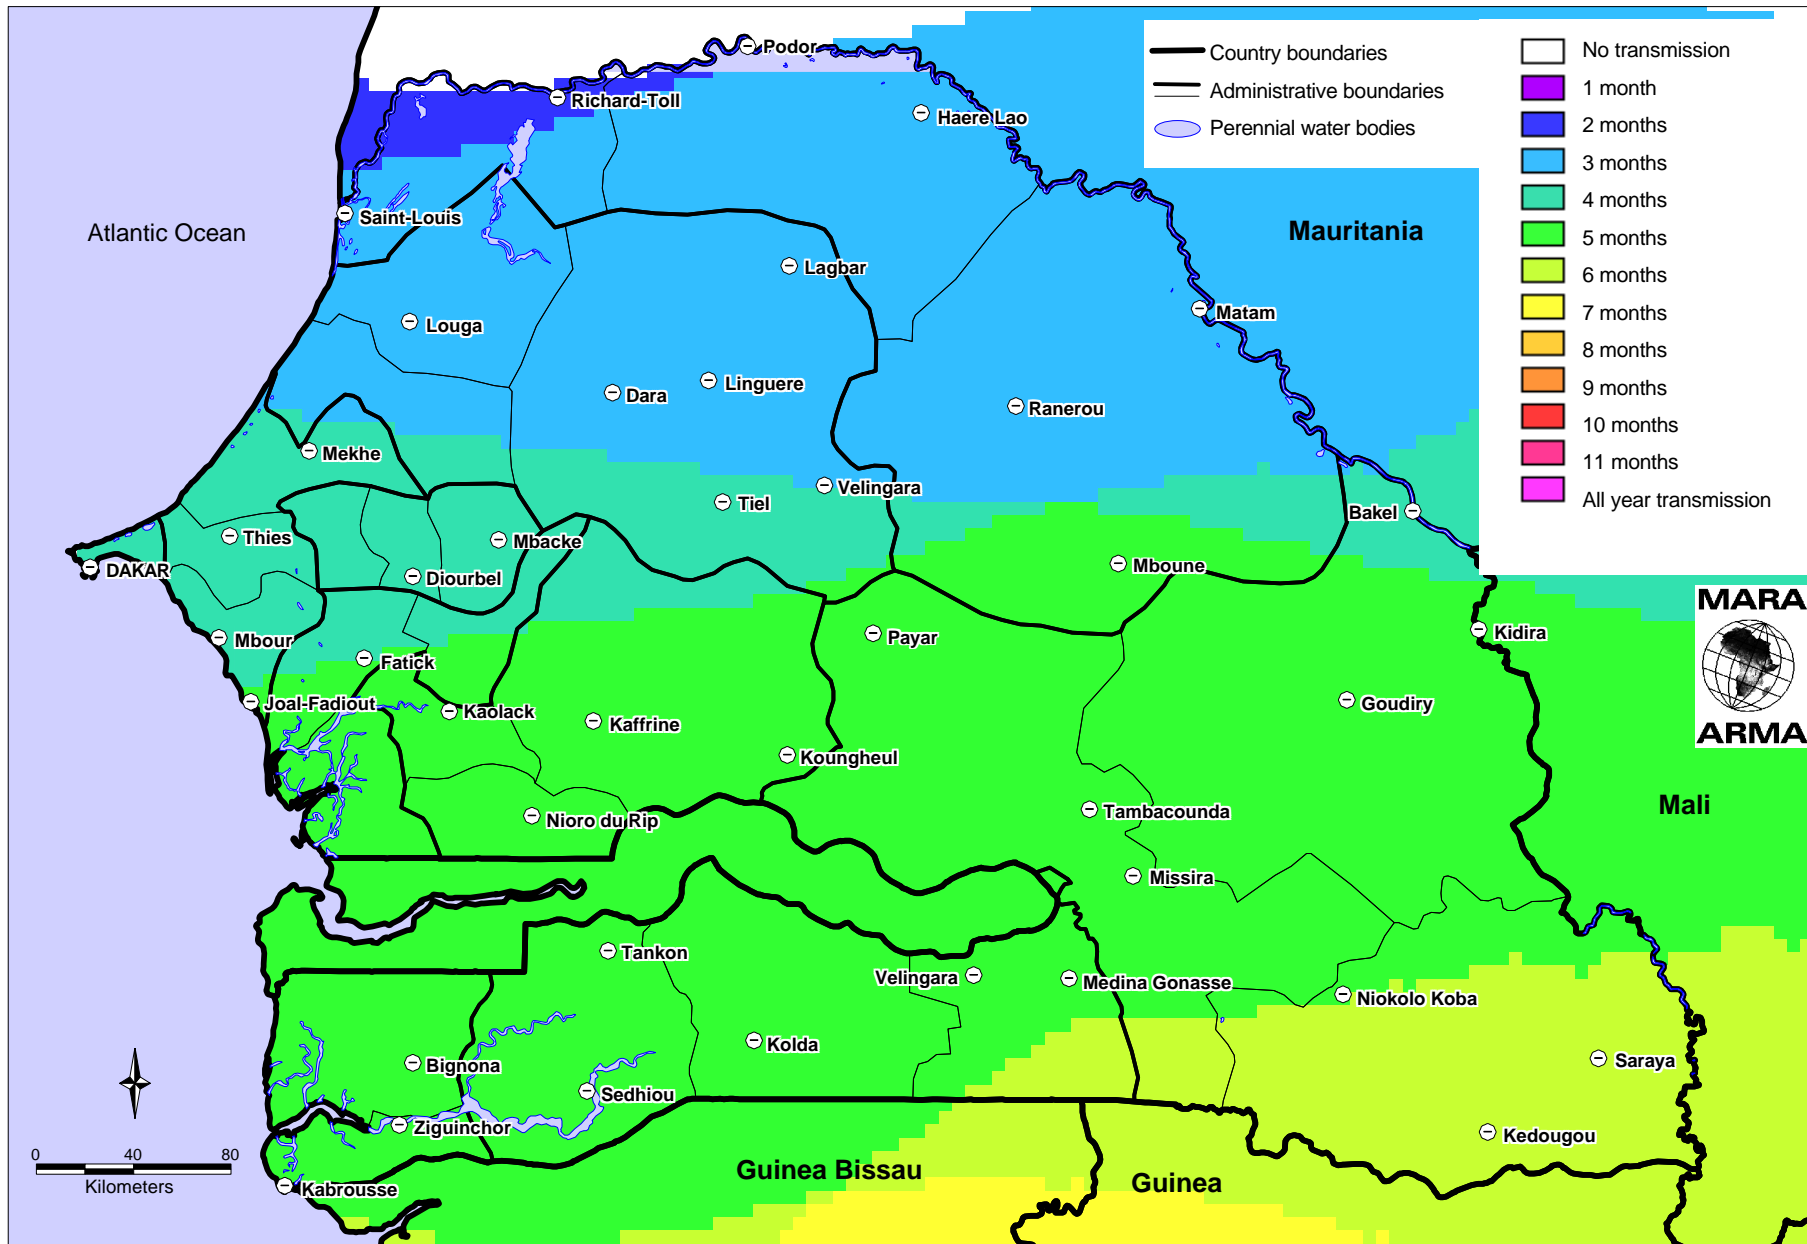 Country boundaries
Administrative boundaries
Perennial water bodies
No transmission
1 month
2 months
3 months
4 months
5 months
6 months
7 months
8 months
9 months
10 months
11 months
All year transmission
Podor
Richard-Toll
Haere Lao
Saint-Louis
Atlantic Ocean
Mauritania
Lagbar
Louga
Matam
Dara
Linguere
Ranerou
Mekhe
Velingara
Tiel
Bakel
Thies
Mbacke
DAKAR
Diourbel
Mboune
MARA
ARMA
Kidira
Mbour
Payar
Fatick
Joal-Fadiout
Kaolack
Kaffrine
Goudiry
Koungheul
Mali
Nioro du Rip
Tambacounda
Missira
Tankon
Velingara
Medina Gonasse
Niokolo Koba
Kolda
Bignona
Saraya
Sedhiou
Ziguinchor
Kedougou
0 40 80
Kilometers
Kabrousse
Guinea Bissau
Guinea